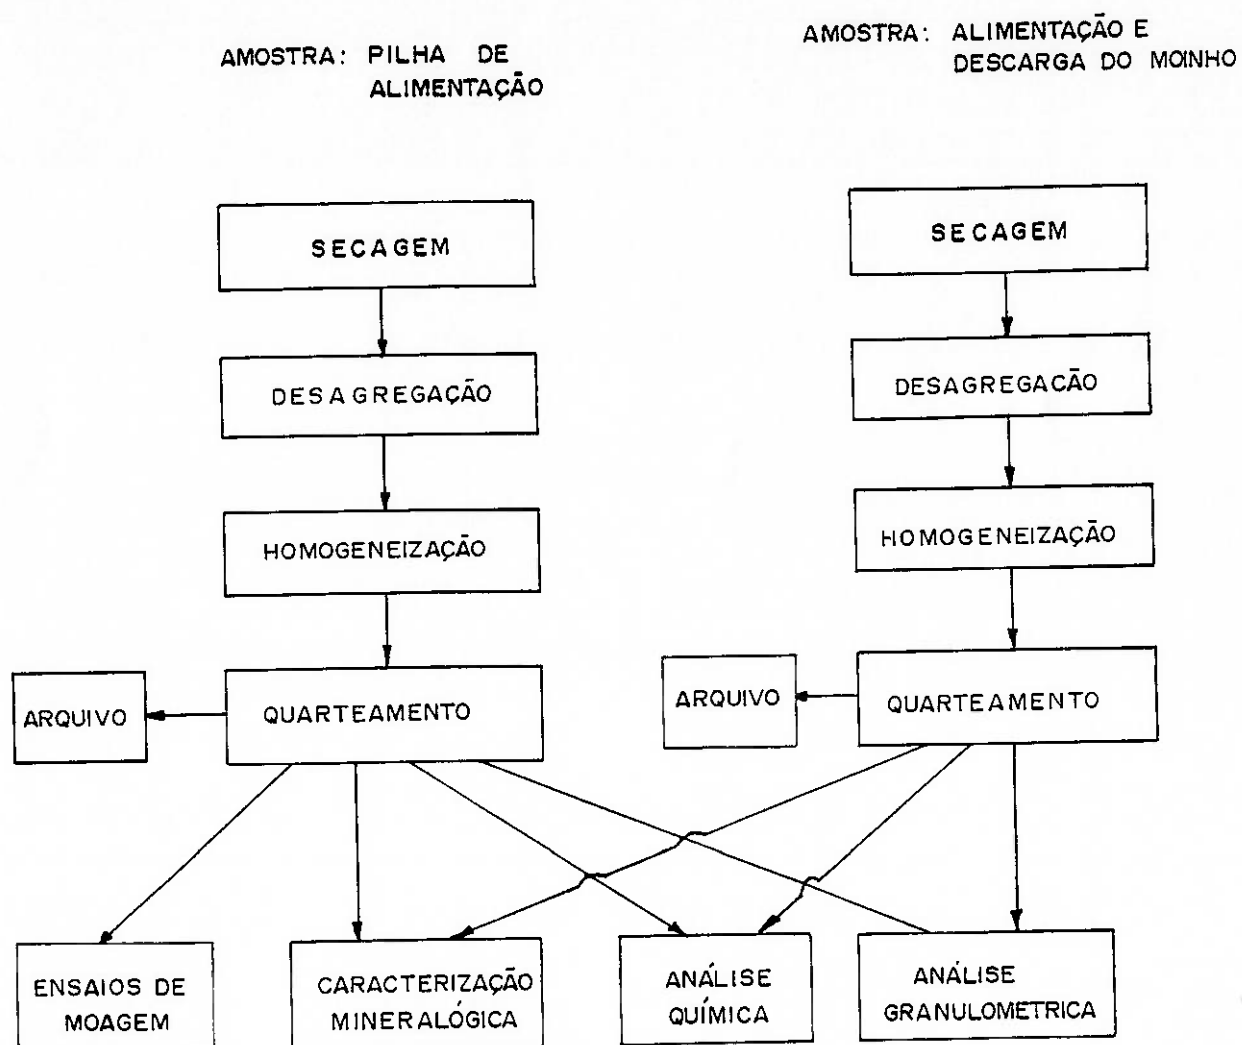 AMOSTRA: PILHA DE
ALIMENTAÇÃO
AMOSTRA: ALIMENTAÇÃO E
DESCARGA DO MOINHO
SECAGEM
DESAGREGAÇÃO
HOMOGENEIZAÇÃO
QUARTEAMENTO
ARQUIVO
SECAGEM
DESAGREGACÃO
HOMOGENEIZAÇÃO
QUARTEAMENTO
ARQUIVO
ENSAIOS DE
MOAGEM
CARACTERIZAÇÃO
MINERALÓGICA
ANÁLISE
QUÍMICA
ANÁLISE
GRANULOMETRICA